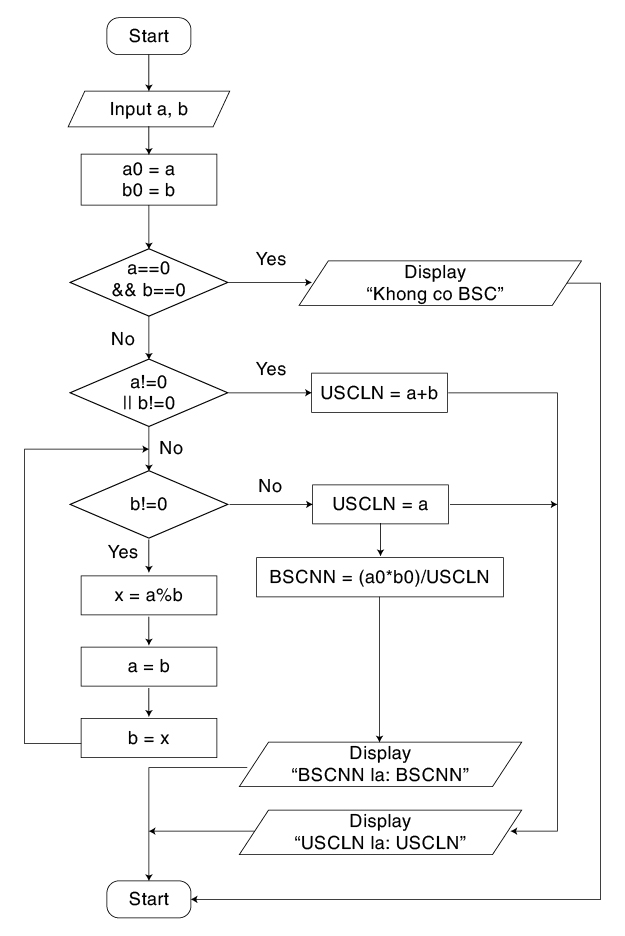 Start
Input a, b
a0 = a
b0 = b
a==0
&& b==0
Yes
Display
“Khong co BSC”
No
a!=0
|| b!=0
Yes
USCLN = a+b
No
b!=0
No
USCLN = a
Yes
BSCNN = (a0*b0)/USCLN
x = a%b
a = b
b = x
Display
“BSCNN la: BSCNN”
Display
“USCLN la: USCLN”
Start